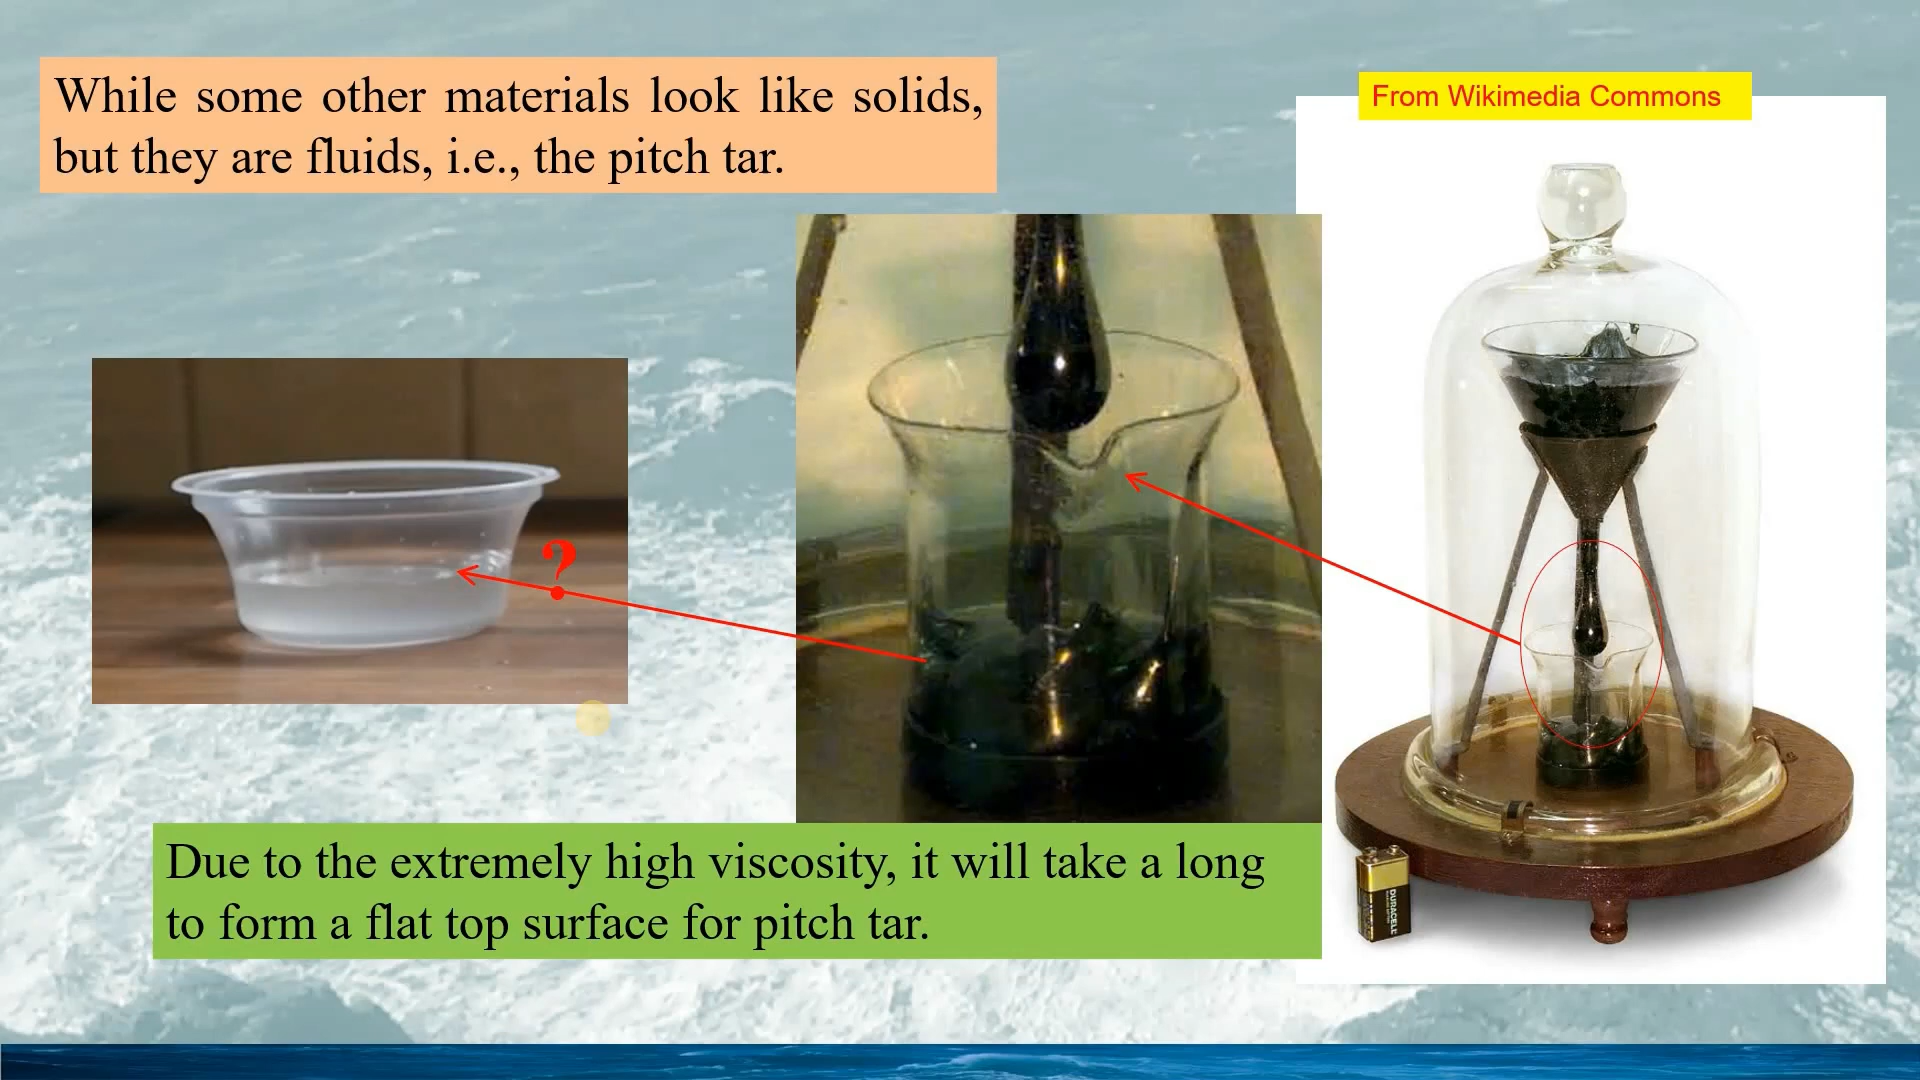 While some other materials look like solids,
but they are fluids, i.e., the pitch tar.
From Wikimedia Commons
?
Due to the extremely high viscosity, it will take a long
to form a flat top surface for pitch tar.
DURACELL